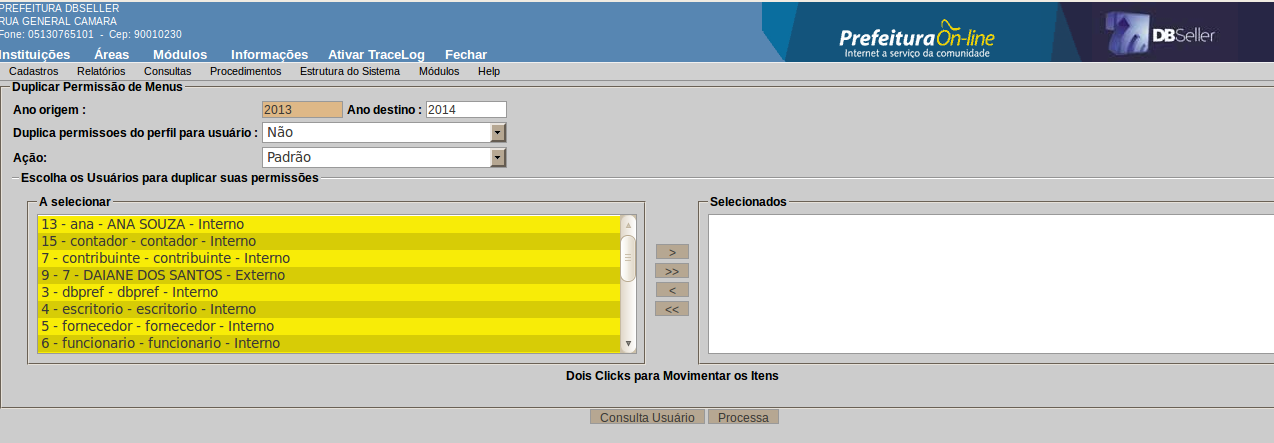 PREFEITURA DBSELLER
RUA GENERAL CAMARA
Fone: 05130765101 - Cep: 90010230
PrefeituraOn-line
Internet a serviço da comunidade
DBSeller
Instituições Áreas Módulos Informações Ativar TraceLog Fechar
Cadastros Relatórios Consultas Procedimentos Estrutura do Sistema Módulos Help
Duplicar Permissão de Menus
Ano origem : 2013 Ano destino : 2014
Duplica permissoes do perfil para usuário : Não
Ação: Padrão
Escolha os Usuários para duplicar suas permissões
A selecionar
13 - ana - ANA SOUZA - Interno
15 - contador - contador - Interno
7 - contribuinte - contribuinte - Interno
9 - 7 - DAIANE DOS SANTOS - Externo
3 - dbpref - dbpref - Interno
4 - escritorio - escritorio - Interno
5 - fornecedor - fornecedor - Interno
6 - funcionario - funcionario - Interno
>
>>
<
<<
Selecionados
Dois Clicks para Movimentar os Itens
Consulta Usuário Processa